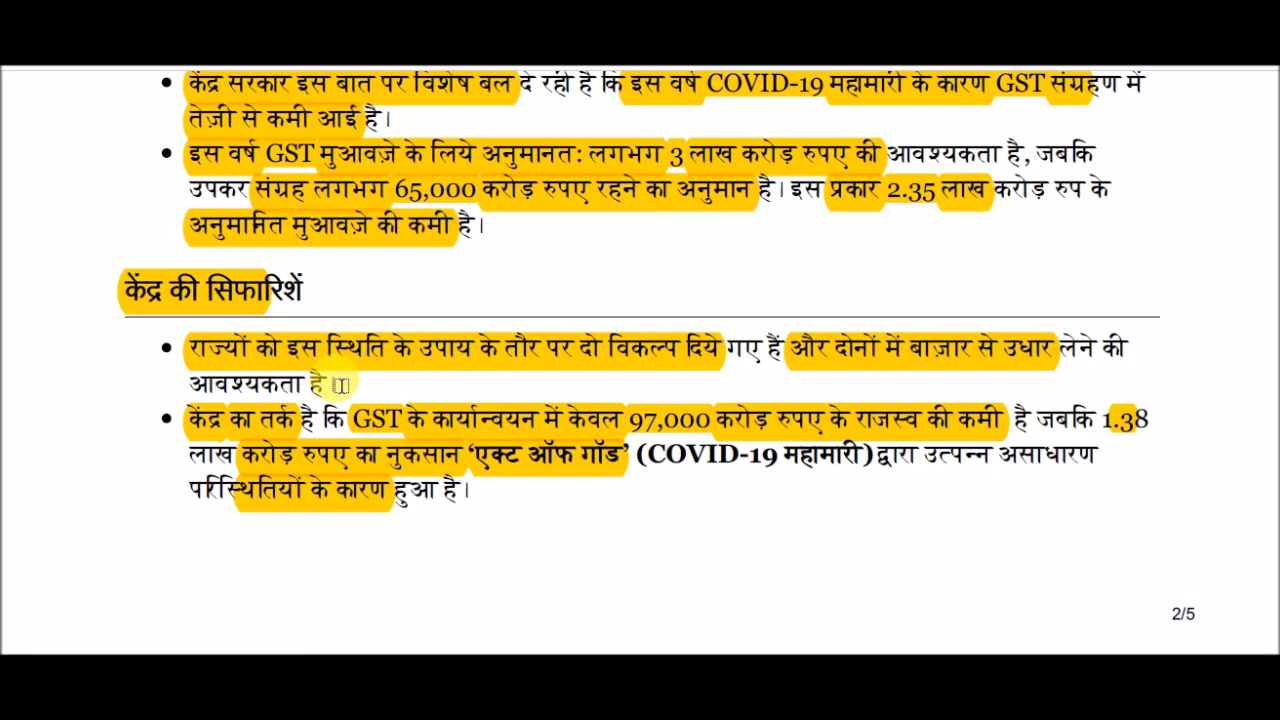 केंद्र सरकार इस बात पर विशेष बल दे रही है कि इस वर्ष COVID-19 महामारी के कारण GST संग्रहण में
तेज़ी से कमी आई है।
इस वर्ष GST मुआवज़े के लिये अनुमानत: लगभग 3 लाख करोड़ रुपए की आवश्यकता है, जबकि
उपकर संग्रह लगभग 65,000 करोड़ रुपए रहने का अनुमान है। इस प्रकार 2.35 लाख करोड़ रुप के
अनुमानित मुआवज़े की कमी है।
केंद्र की सिफारिशें
राज्यों को इस स्थिति के उपाय के तौर पर दो विकल्प दिये गए हैं और दोनों में बाज़ार से उधार लेने की
आवश्यकता है
केंद्र का तर्क है कि GST के कार्यान्वयन में केवल 97,000 करोड़ रुपए के राजस्व की कमी है जबकि 1.38
लाख करोड़ रुपए का नुकसान ‘एक्ट ऑफ गॉड’ (COVID-19 महामारी) द्वारा उत्पन्न असाधारण
परिस्थितियों के कारण हुआ है।
2/5